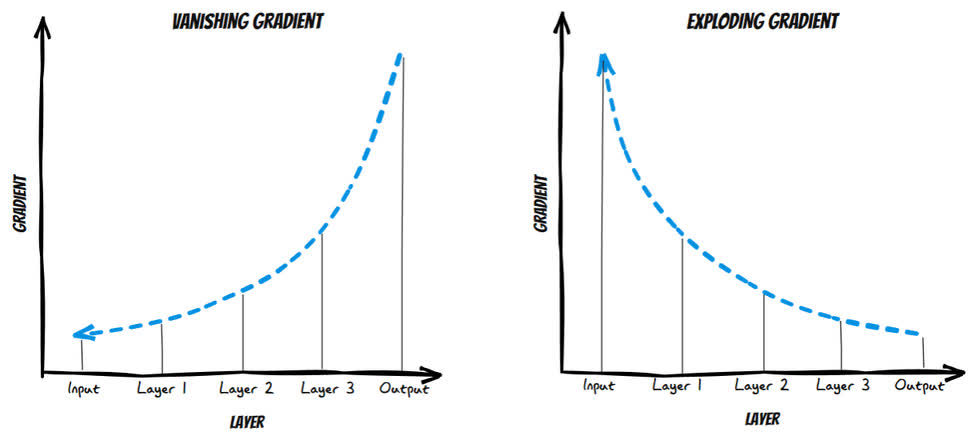 VANISHING GRADIENT
GRADIENT
Input Layer 1 Layer 2 Layer 3 Output
LAYER
EXPLODING GRADIENT
GRADIENT
Input Layer 1 Layer 2 Layer 3 Output
LAYER